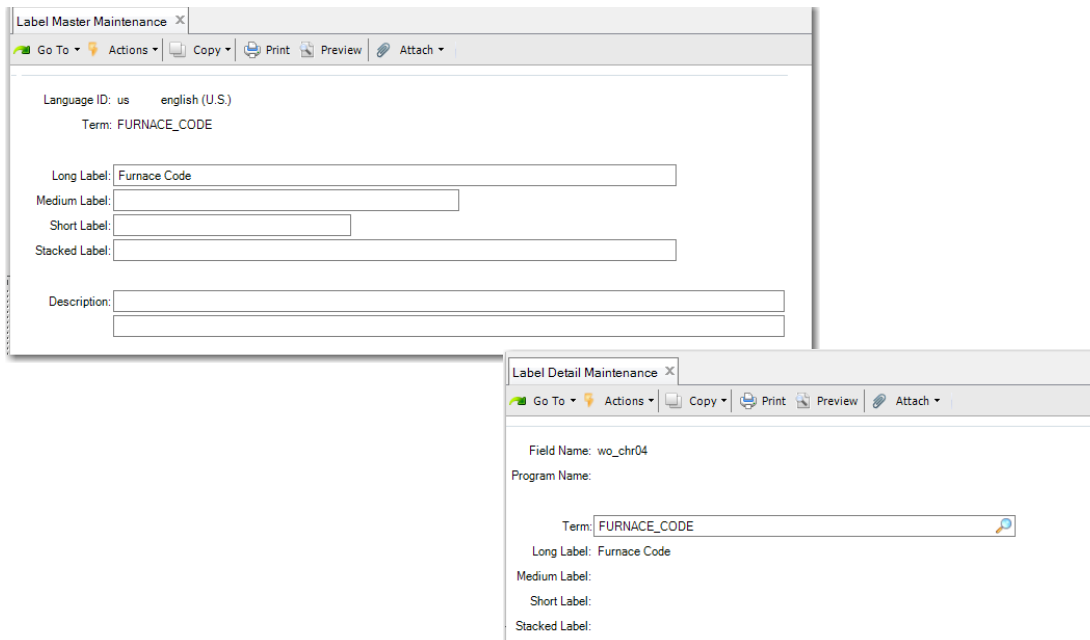 Label Master Maintenance X
Go To Actions Copy Print Preview Attach
Language ID: us english (U.S.)
Term: FURNACE_CODE
Long Label: Furnace Code
Medium Label:
Short Label:
Stacked Label:
Description:
Label Detail Maintenance X
Go To Actions Copy Print Preview Attach
Field Name: wo_chr04
Program Name:
Term: FURNACE_CODE
Long Label: Furnace Code
Medium Label:
Short Label:
Stacked Label: